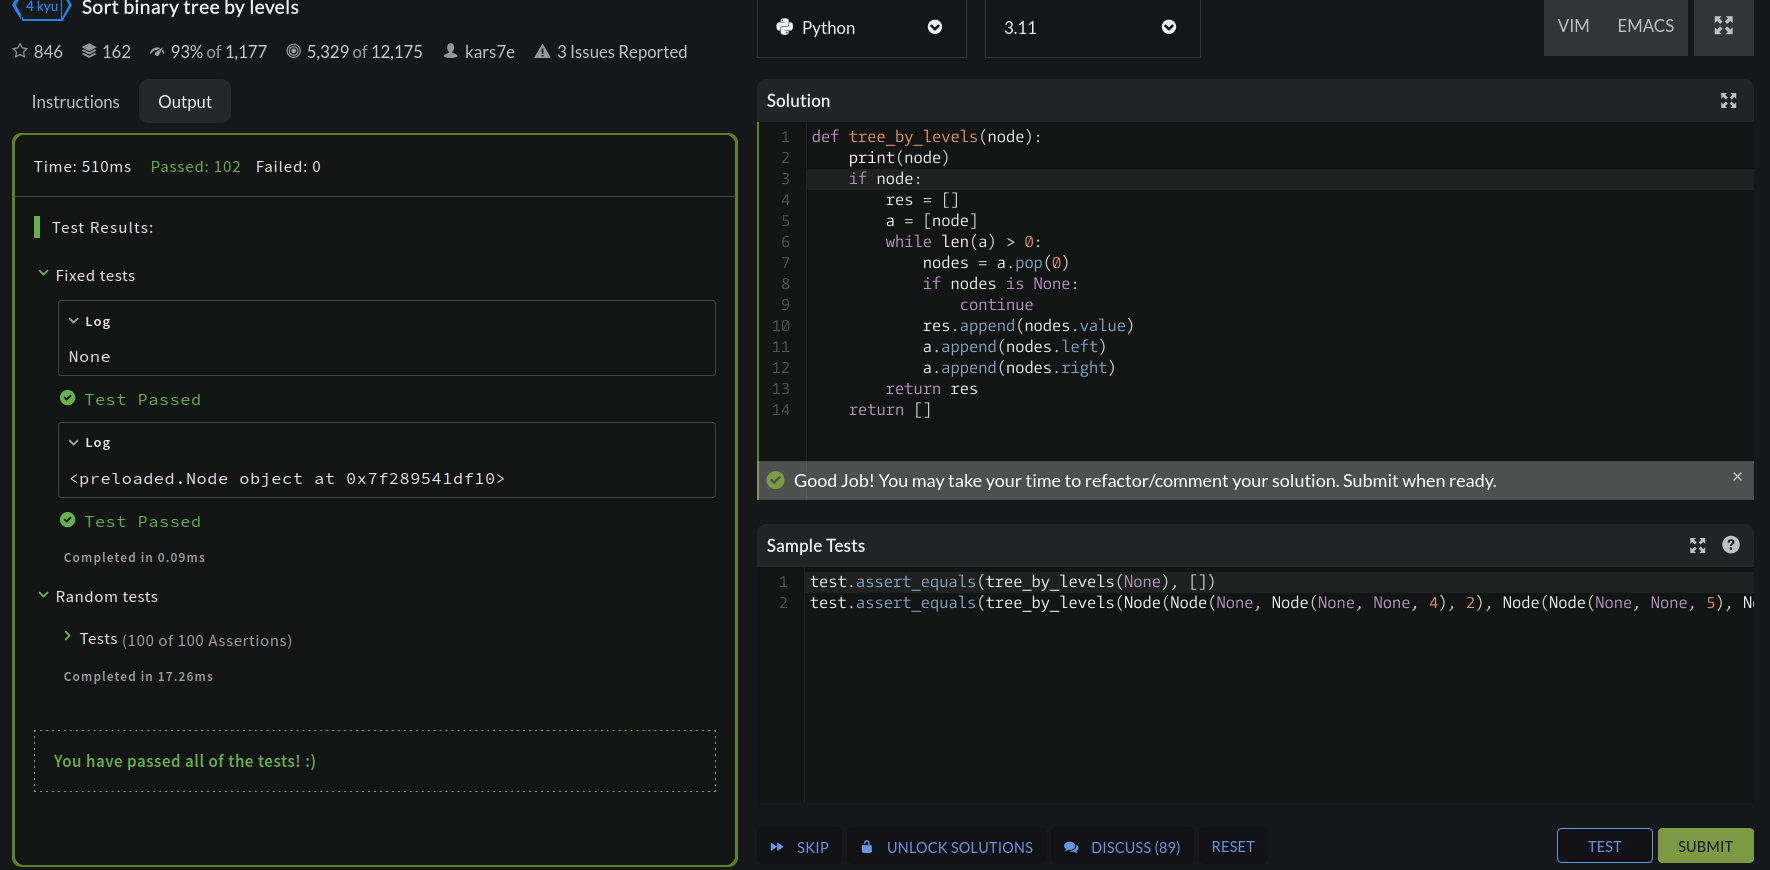 4 kyu Sort binary tree by levels
846 162 93% of 1,177 5,329 of 12,175 kars7e 3 Issues Reported
Instructions Output
Time: 510ms Passed: 102 Failed: 0
Test Results:
Fixed tests
Log
None
Test Passed
Log
<preloaded.Node object at 0x7f289541df10>
Test Passed
Completed in 0.09ms
Random tests
Tests (100 of 100 Assertions)
Completed in 17.26ms
You have passed all of the tests! :)
Python 3.11 VIM EMACS
Solution
1 def tree_by_levels(node):
2     print(node)
3     if node:
4         res = []
5         a = [node]
6         while len(a) > 0:
7             nodes = a.pop(0)
8             if nodes is None:
9                 continue
10             res.append(nodes.value)
11             a.append(nodes.left)
12             a.append(nodes.right)
13         return res
14     return []
Good Job! You may take your time to refactor/comment your solution. Submit when ready. ×
Sample Tests ?
1 test.assert_equals(tree_by_levels(None), [])
2 test.assert_equals(tree_by_levels(Node(Node(None, Node(None, None, 4), 2), Node(Node(None, None, 5), N
SKIP UNLOCK SOLUTIONS DISCUSS (89) RESET TEST SUBMIT